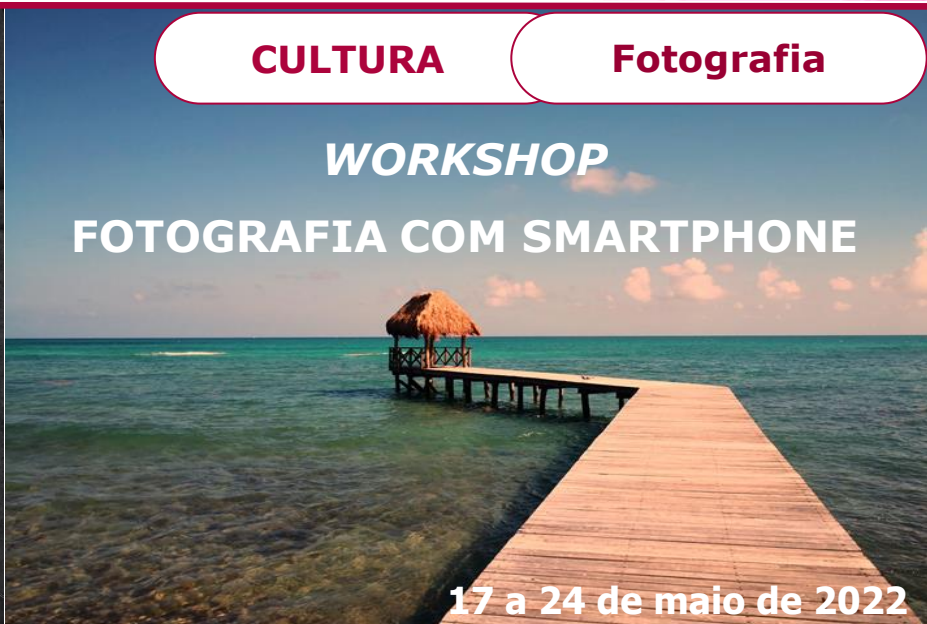 CULTURA
Fotografia
WORKSHOP
FOTOGRAFIA COM SMARTPHONE
17 a 24 de maio de 2022